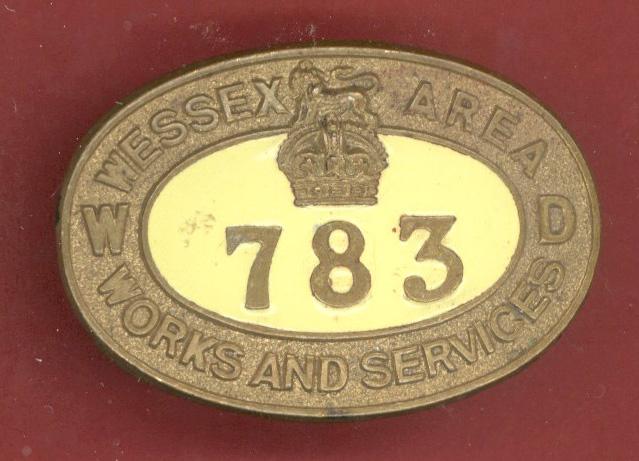 WESSEX AREA
W D
783
WORKS AND SERVICES